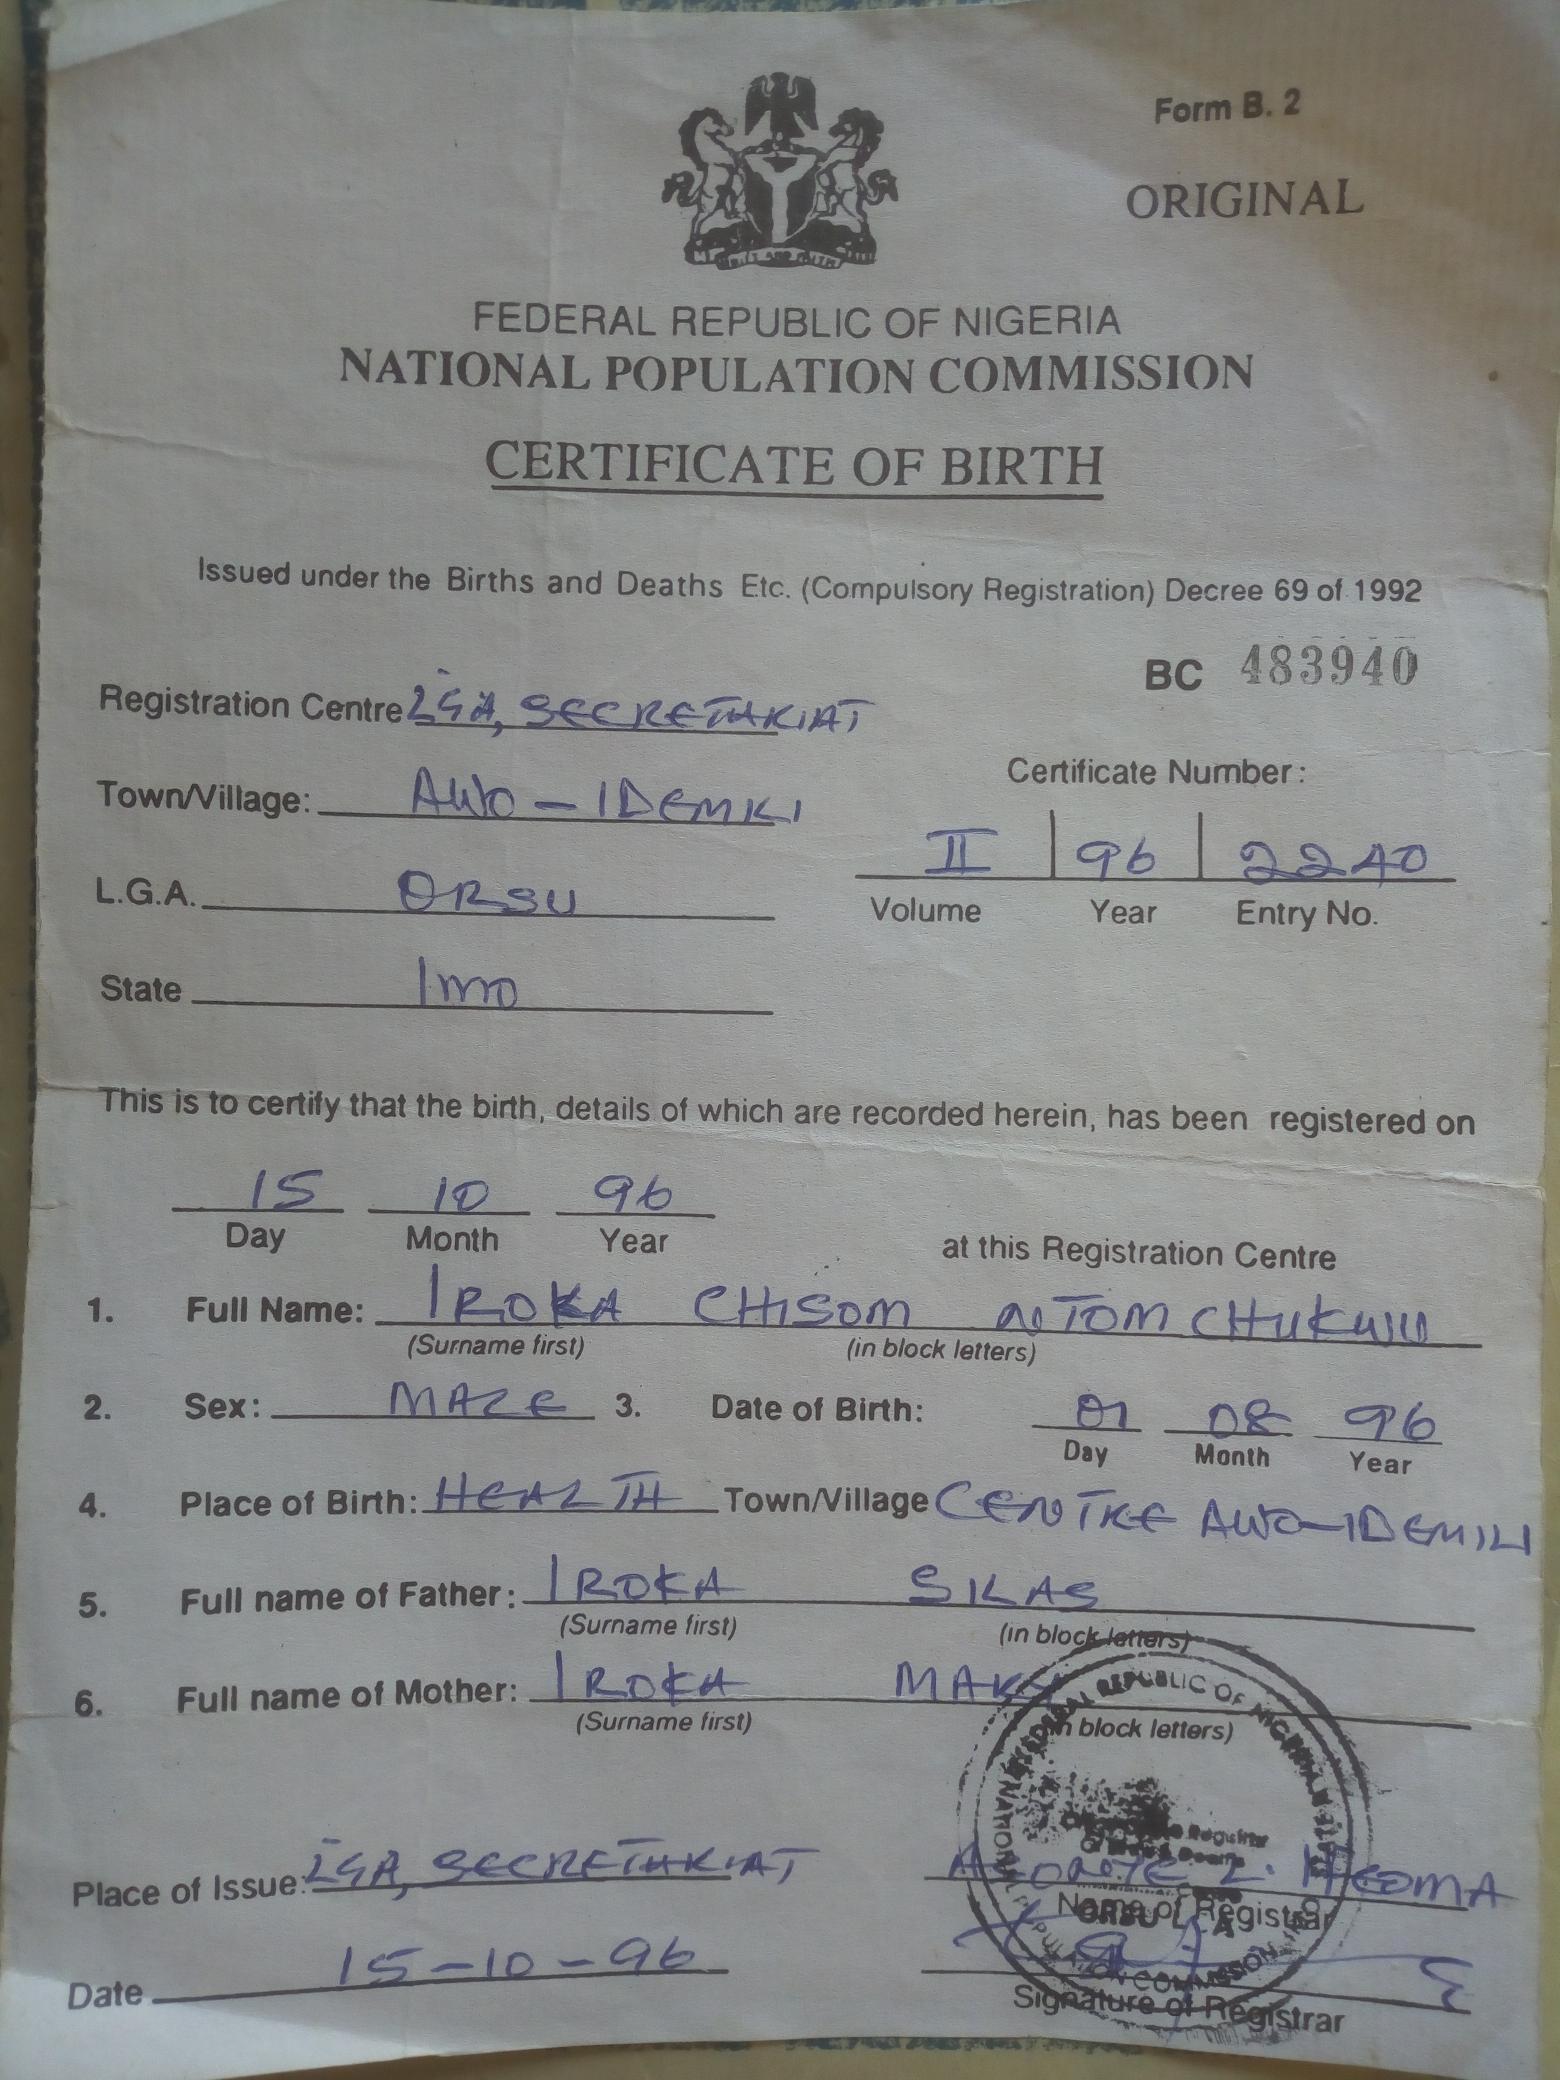 Form B. 2
ORIGINAL
FEDERAL REPUBLIC OF NIGERIA
NATIONAL POPULATION COMMISSION
CERTIFICATE OF BIRTH
Issued under the Births and Deaths Etc. (Compulsory Registration) Decree 69 of 1992
BC 483940
Registration Centre LGA, SECRETARIAT
Certificate Number:
Town/Village: AWO - IDEMILI
II 96 2240
L.G.A. ORSU
Volume Year Entry No.
State Imo
This is to certify that the birth, details of which are recorded herein, has been registered on
15 10 96
Day Month Year at this Registration Centre
1. Full Name: IROKA CHISOM CHUKWU
(Surname first) (in block letters)
2. Sex: MALE 3. Date of Birth: 01 08 96
Day Month Year
4. Place of Birth: HEALTH Town/Village CENTRE AWO-IDEMILI
5. Full name of Father: IROKA SILAS
(Surname first) (in block letters)
6. Full name of Mother: IROKA MARY
(Surname first) (in block letters)
FEDERAL REPUBLIC OF NIGERIA
NATIONAL POPULATION COMMISSION
ORSU L.G.A
Place of Issue: LGA, SECRETARIAT
Name of Registrar
Date 15-10-96
Signature of Registrar